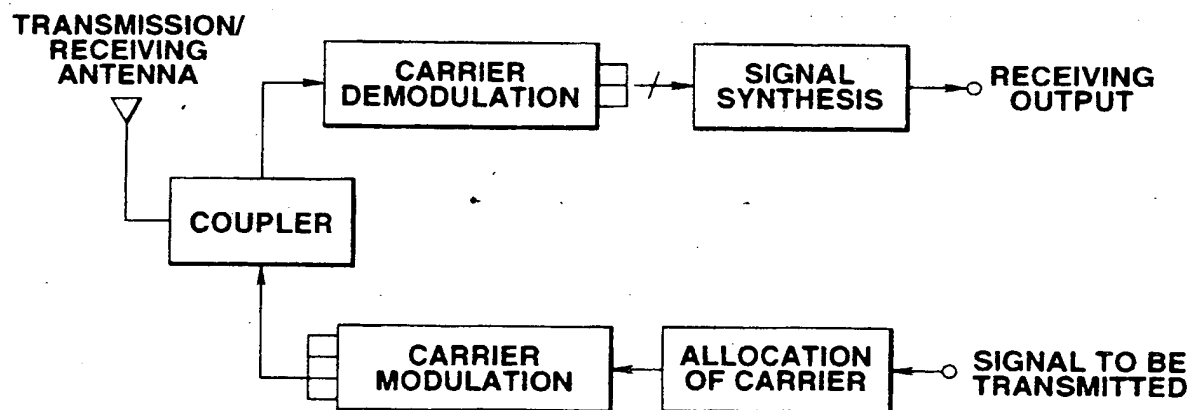 TRANSMISSION/
RECEIVING
ANTENNA
CARRIER
DEMODULATION
SIGNAL
SYNTHESIS
RECEIVING
OUTPUT
COUPLER
CARRIER
MODULATION
ALLOCATION
OF CARRIER
SIGNAL TO BE
TRANSMITTED